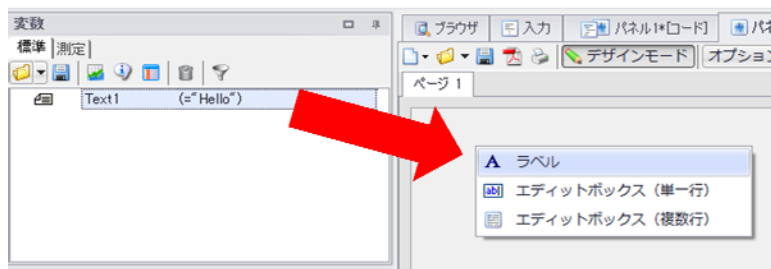 変数
標準 測定
Text1 (="Hello")
ブラウザ 入力 パネル1*[コード]
デザインモード オプション
ページ 1
ラベル
エディットボックス (単一行)
エディットボックス (複数行)